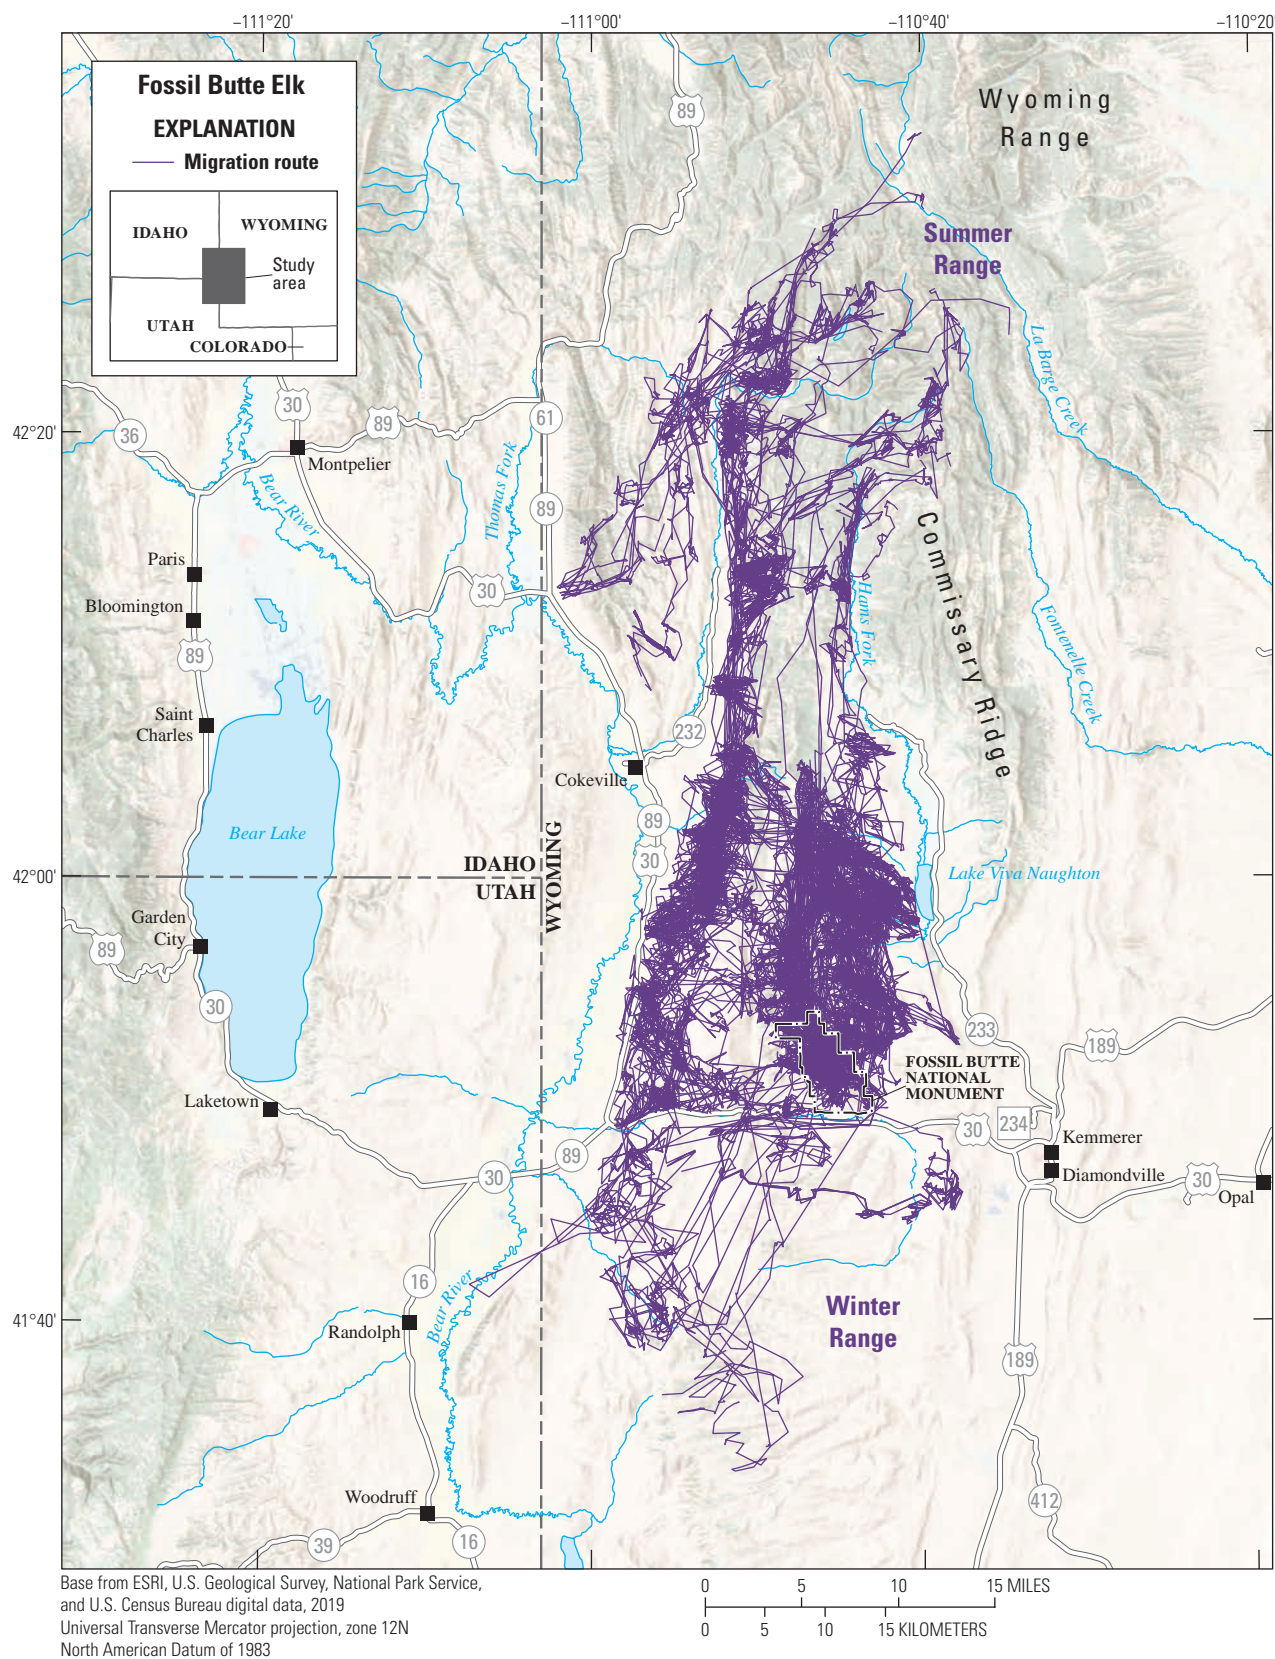 −111°20'
−111°00'
−110°40'
−110°20'
Fossil Butte Elk
EXPLANATION
Migration route
IDAHO
WYOMING
Study
area
UTAH
COLORADO
89
Wyoming
Range
Summer
Range
La Barge Creek
30
89
61
36
42°20'
Montpelier
Bear River
Thomas Fork
89
Commissary Ridge
Paris
Bloomington
30
Hams Fork
Fontenelle Creek
89
Saint
Charles
232
Cokeville
89
Bear Lake
30
IDAHO
UTAH
WYOMING
42°00'
Lake Viva Naughton
Garden
City
89
30
233
189
FOSSIL BUTTE
NATIONAL
MONUMENT
Laketown
30
234
Kemmerer
89
30
Diamondville
30
Opal
16
Bear River
Winter
Range
41°40'
Randolph
189
Woodruff
412
39
16
Base from ESRI, U.S. Geological Survey, National Park Service,
and U.S. Census Bureau digital data, 2019
Universal Transverse Mercator projection, zone 12N
North American Datum of 1983
0 5 10 15 MILES
0 5 10 15 KILOMETERS